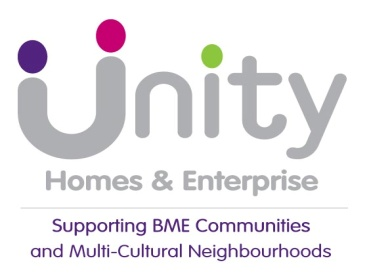 Unity
Homes & Enterprise
Supporting BME Communities
and Multi-Cultural Neighbourhoods